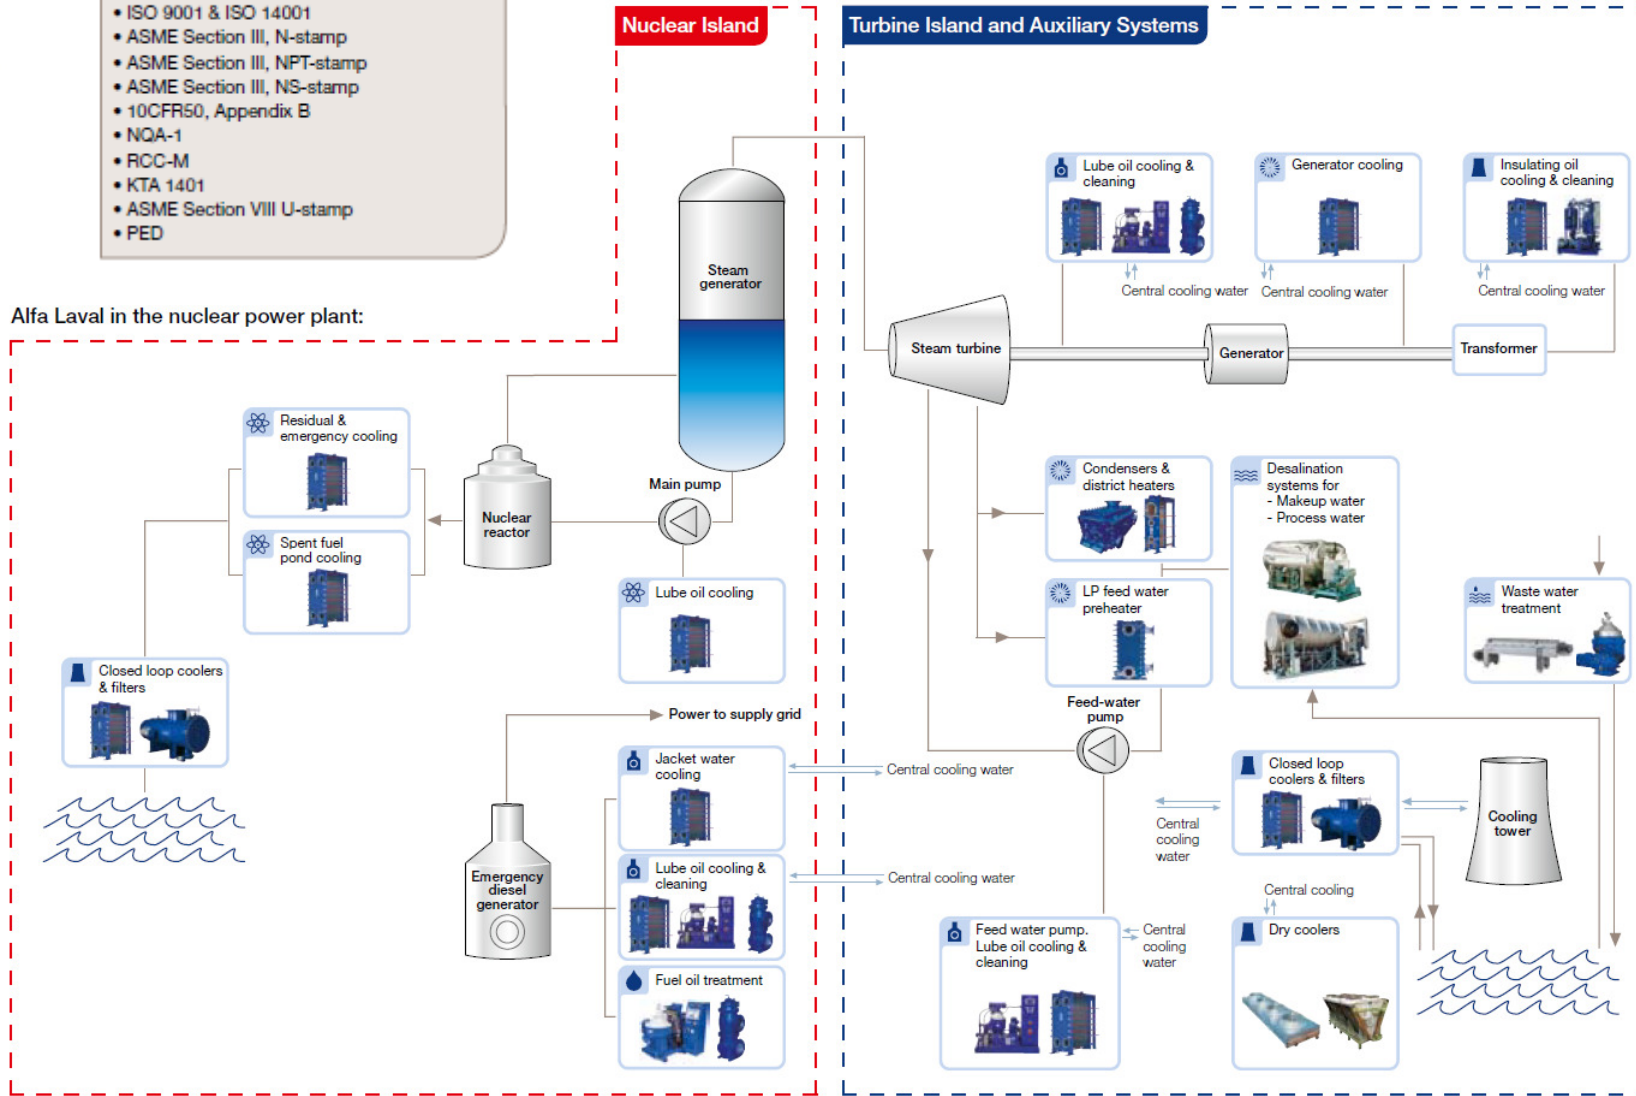 • ISO 9001 & ISO 14001
• ASME Section III, N-stamp
• ASME Section III, NPT-stamp
• ASME Section III, NS-stamp
• 10CFR50, Appendix B
• NQA-1
• RCC-M
• KTA 1401
• ASME Section VIII U-stamp
• PED
Alfa Laval in the nuclear power plant:
Nuclear Island
Steam
generator
Residual &
emergency cooling
Spent fuel
pond cooling
Nuclear
reactor
Main pump
Lube oil cooling
Closed loop coolers
& filters
Power to supply grid
Emergency
diesel
generator
Jacket water
cooling
Central cooling water
Lube oil cooling &
cleaning
Central cooling water
Fuel oil treatment
Turbine Island and Auxiliary Systems
Lube oil cooling &
cleaning
Central cooling water
Generator cooling
Central cooling water
Insulating oil
cooling & cleaning
Central cooling water
Steam turbine
Generator
Transformer
Condensers &
district heaters
LP feed water
preheater
Desalination
systems for
- Makeup water
- Process water
Waste water
treatment
Feed-water
pump
Closed loop
coolers & filters
Central
cooling
water
Cooling
tower
Central cooling
Dry coolers
Feed water pump.
Lube oil cooling &
cleaning
Central
cooling
water